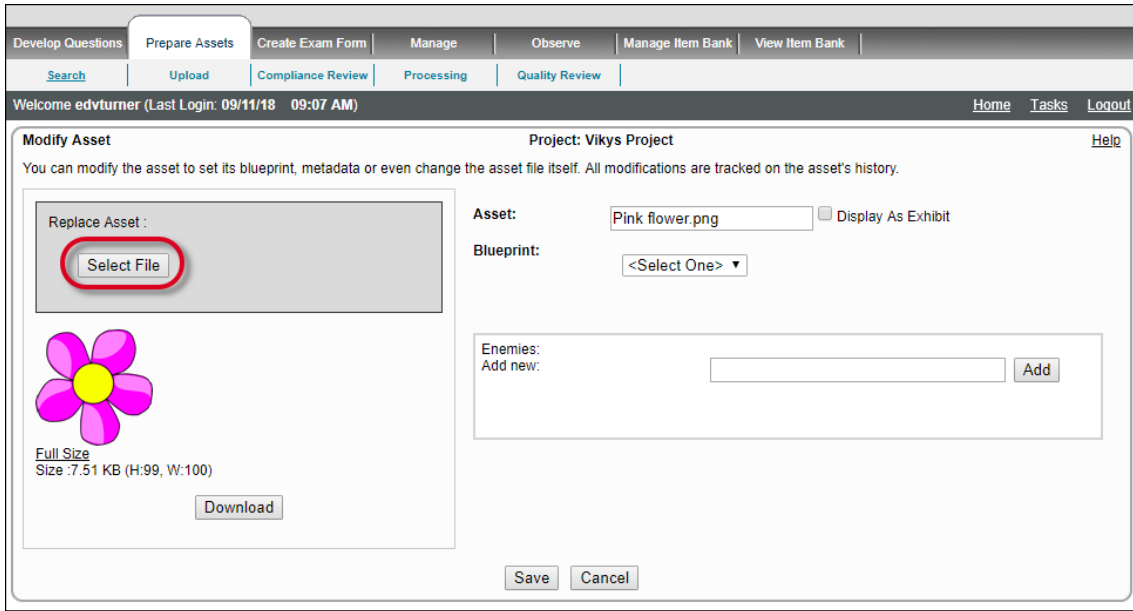 Develop Questions Prepare Assets Create Exam Form Manage Observe Manage Item Bank View Item Bank
Search Upload Compliance Review Processing Quality Review
Welcome edvturner (Last Login: 09/11/18 09:07 AM) Home Tasks Logout
Modify Asset Project: Vikys Project Help
You can modify the asset to set its blueprint, metadata or even change the asset file itself. All modifications are tracked on the asset's history.
Replace Asset :
Select File
Asset: Pink flower.png Display As Exhibit
Blueprint: <Select One>
Enemies:
Add new: Add
Full Size
Size :7.51 KB (H:99, W:100)
Download
Save Cancel